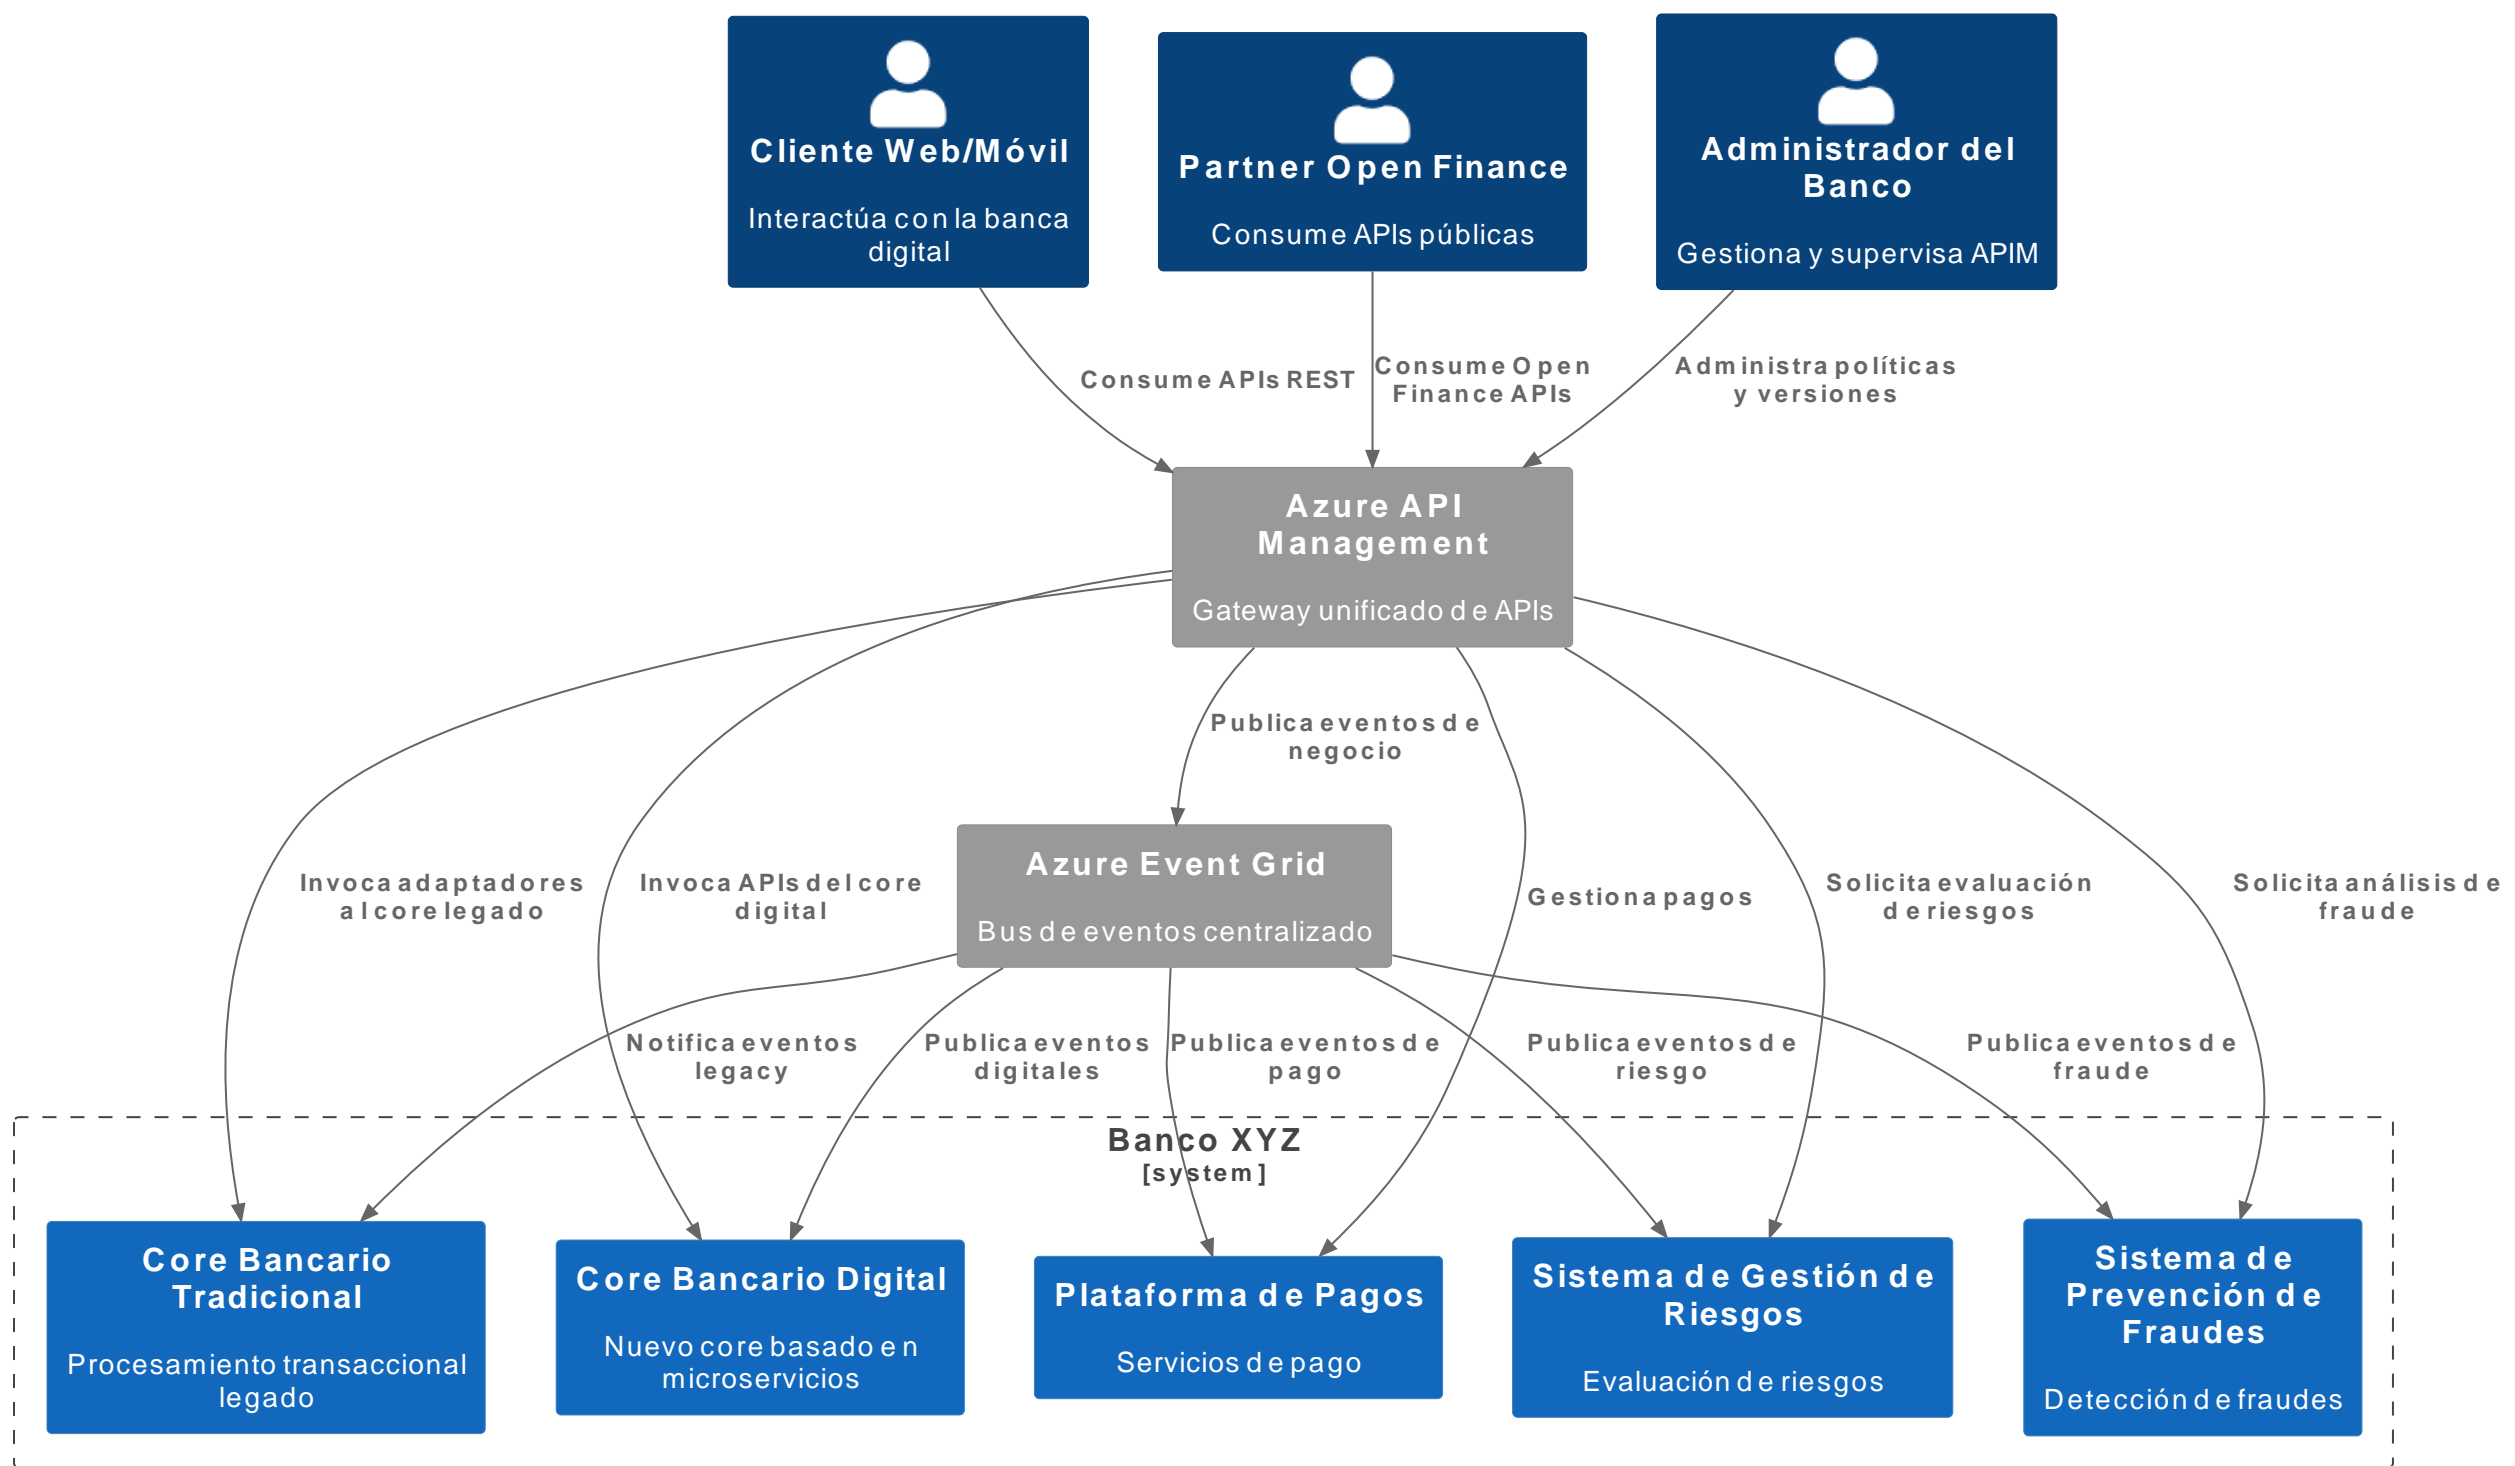 Cliente Web/Móvil
Interactúa con la banca
digital
Partner Open Finance
Consume APIs públicas
Administrador del
Banco
Gestiona y supervisa APIM
Consume APIs REST
Consume Open
Finance APIs
Administra políticas
y versiones
Azure API
Management
Gateway unificado de APIs
Publica eventos de
negocio
Azure Event Grid
Bus de eventos centralizado
Invoca adaptadores
al core legado
Invoca APIs del core
digital
Gestiona pagos
Solicita evaluación
de riesgos
Solicita análisis de
fraude
Notifica eventos
legacy
Publica eventos
digitales
Publica eventos de
pago
Publica eventos de
riesgo
Publica eventos de
fraude
Banco XYZ
[system]
Core Bancario
Tradicional
Procesamiento transaccional
legado
Core Bancario Digital
Nuevo core basado en
microservicios
Plataforma de Pagos
Servicios de pago
Sistema de Gestión de
Riesgos
Evaluación de riesgos
Sistema de
Prevención de
Fraudes
Detección de fraudes